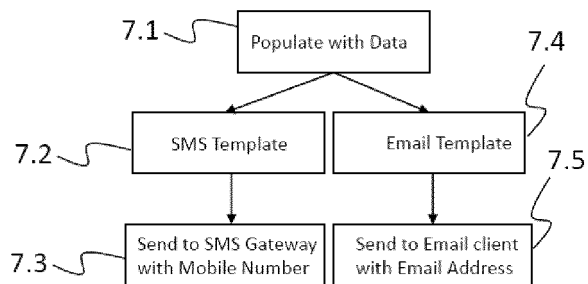 7.1
Populate with Data
7.4
7.2
SMS Template
Email Template
7.5
7.3
Send to SMS Gateway
with Mobile Number
Send to Email client
with Email Address